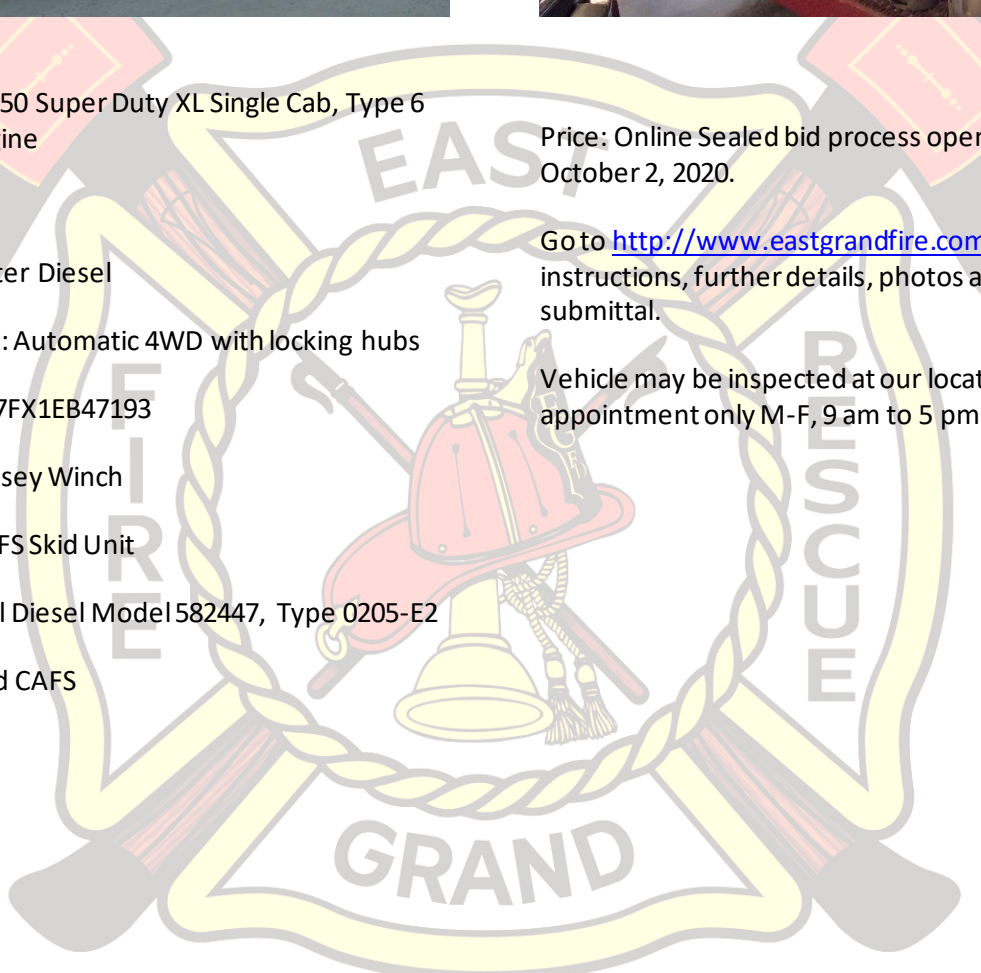 50 Super Duty XL Single Cab, Type 6
ine
ter Diesel
: Automatic 4WD with locking hubs
7FX1EB47193
sey Winch
FS Skid Unit
l Diesel Model 582447, Type 0205-E2
d CAFS
Price: Online Sealed bid process oper
October 2, 2020.
Go to http://www.eastgrandfire.com
instructions, further details, photos a
submittal.
Vehicle may be inspected at our locat
appointment only M-F, 9 am to 5 pm
EAST
FIRE
RESCUE
GRAND